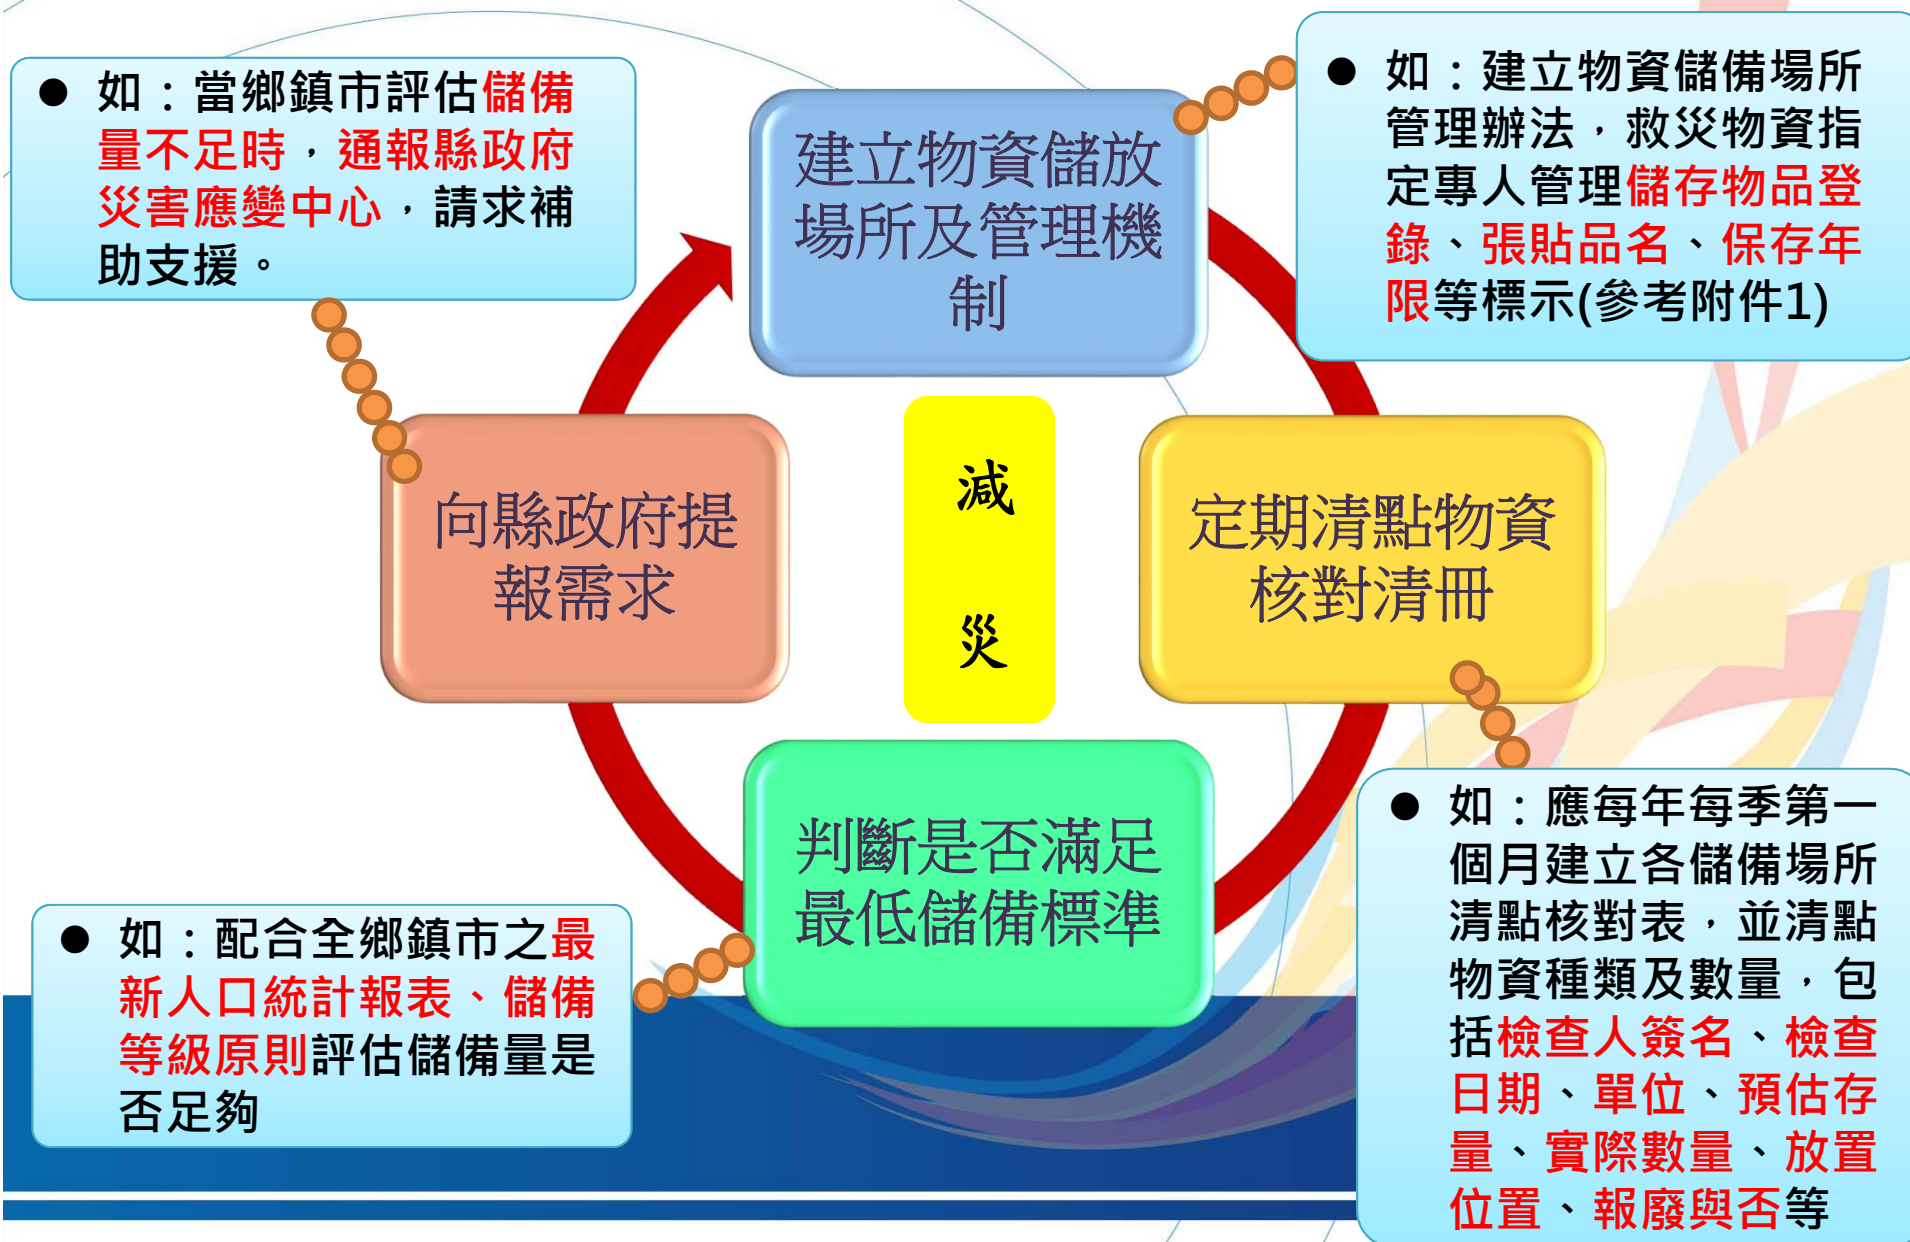 ● 如：當鄉鎮市評估儲備
量不足時，通報縣政府
災害應變中心，請求補
助支援。
建立物資儲放
場所及管理機
制
● 如：建立物資儲備場所
管理辦法，救災物資指
定專人管理儲存物品登
錄、張貼品名、保存年
限等標示(參考附件1)
向縣政府提
報需求
減
災
定期清點物資
核對清冊
判斷是否滿足
最低儲備標準
● 如：配合全鄉鎮市之最
新人口統計報表、儲備
等級原則評估儲備量是
否足夠
● 如：應每年每季第一
個月建立各儲備場所
清點核對表，並清點
物資種類及數量，包
括檢查人簽名、檢查
日期、單位、預估存
量、實際數量、放置
位置、報廢與否等